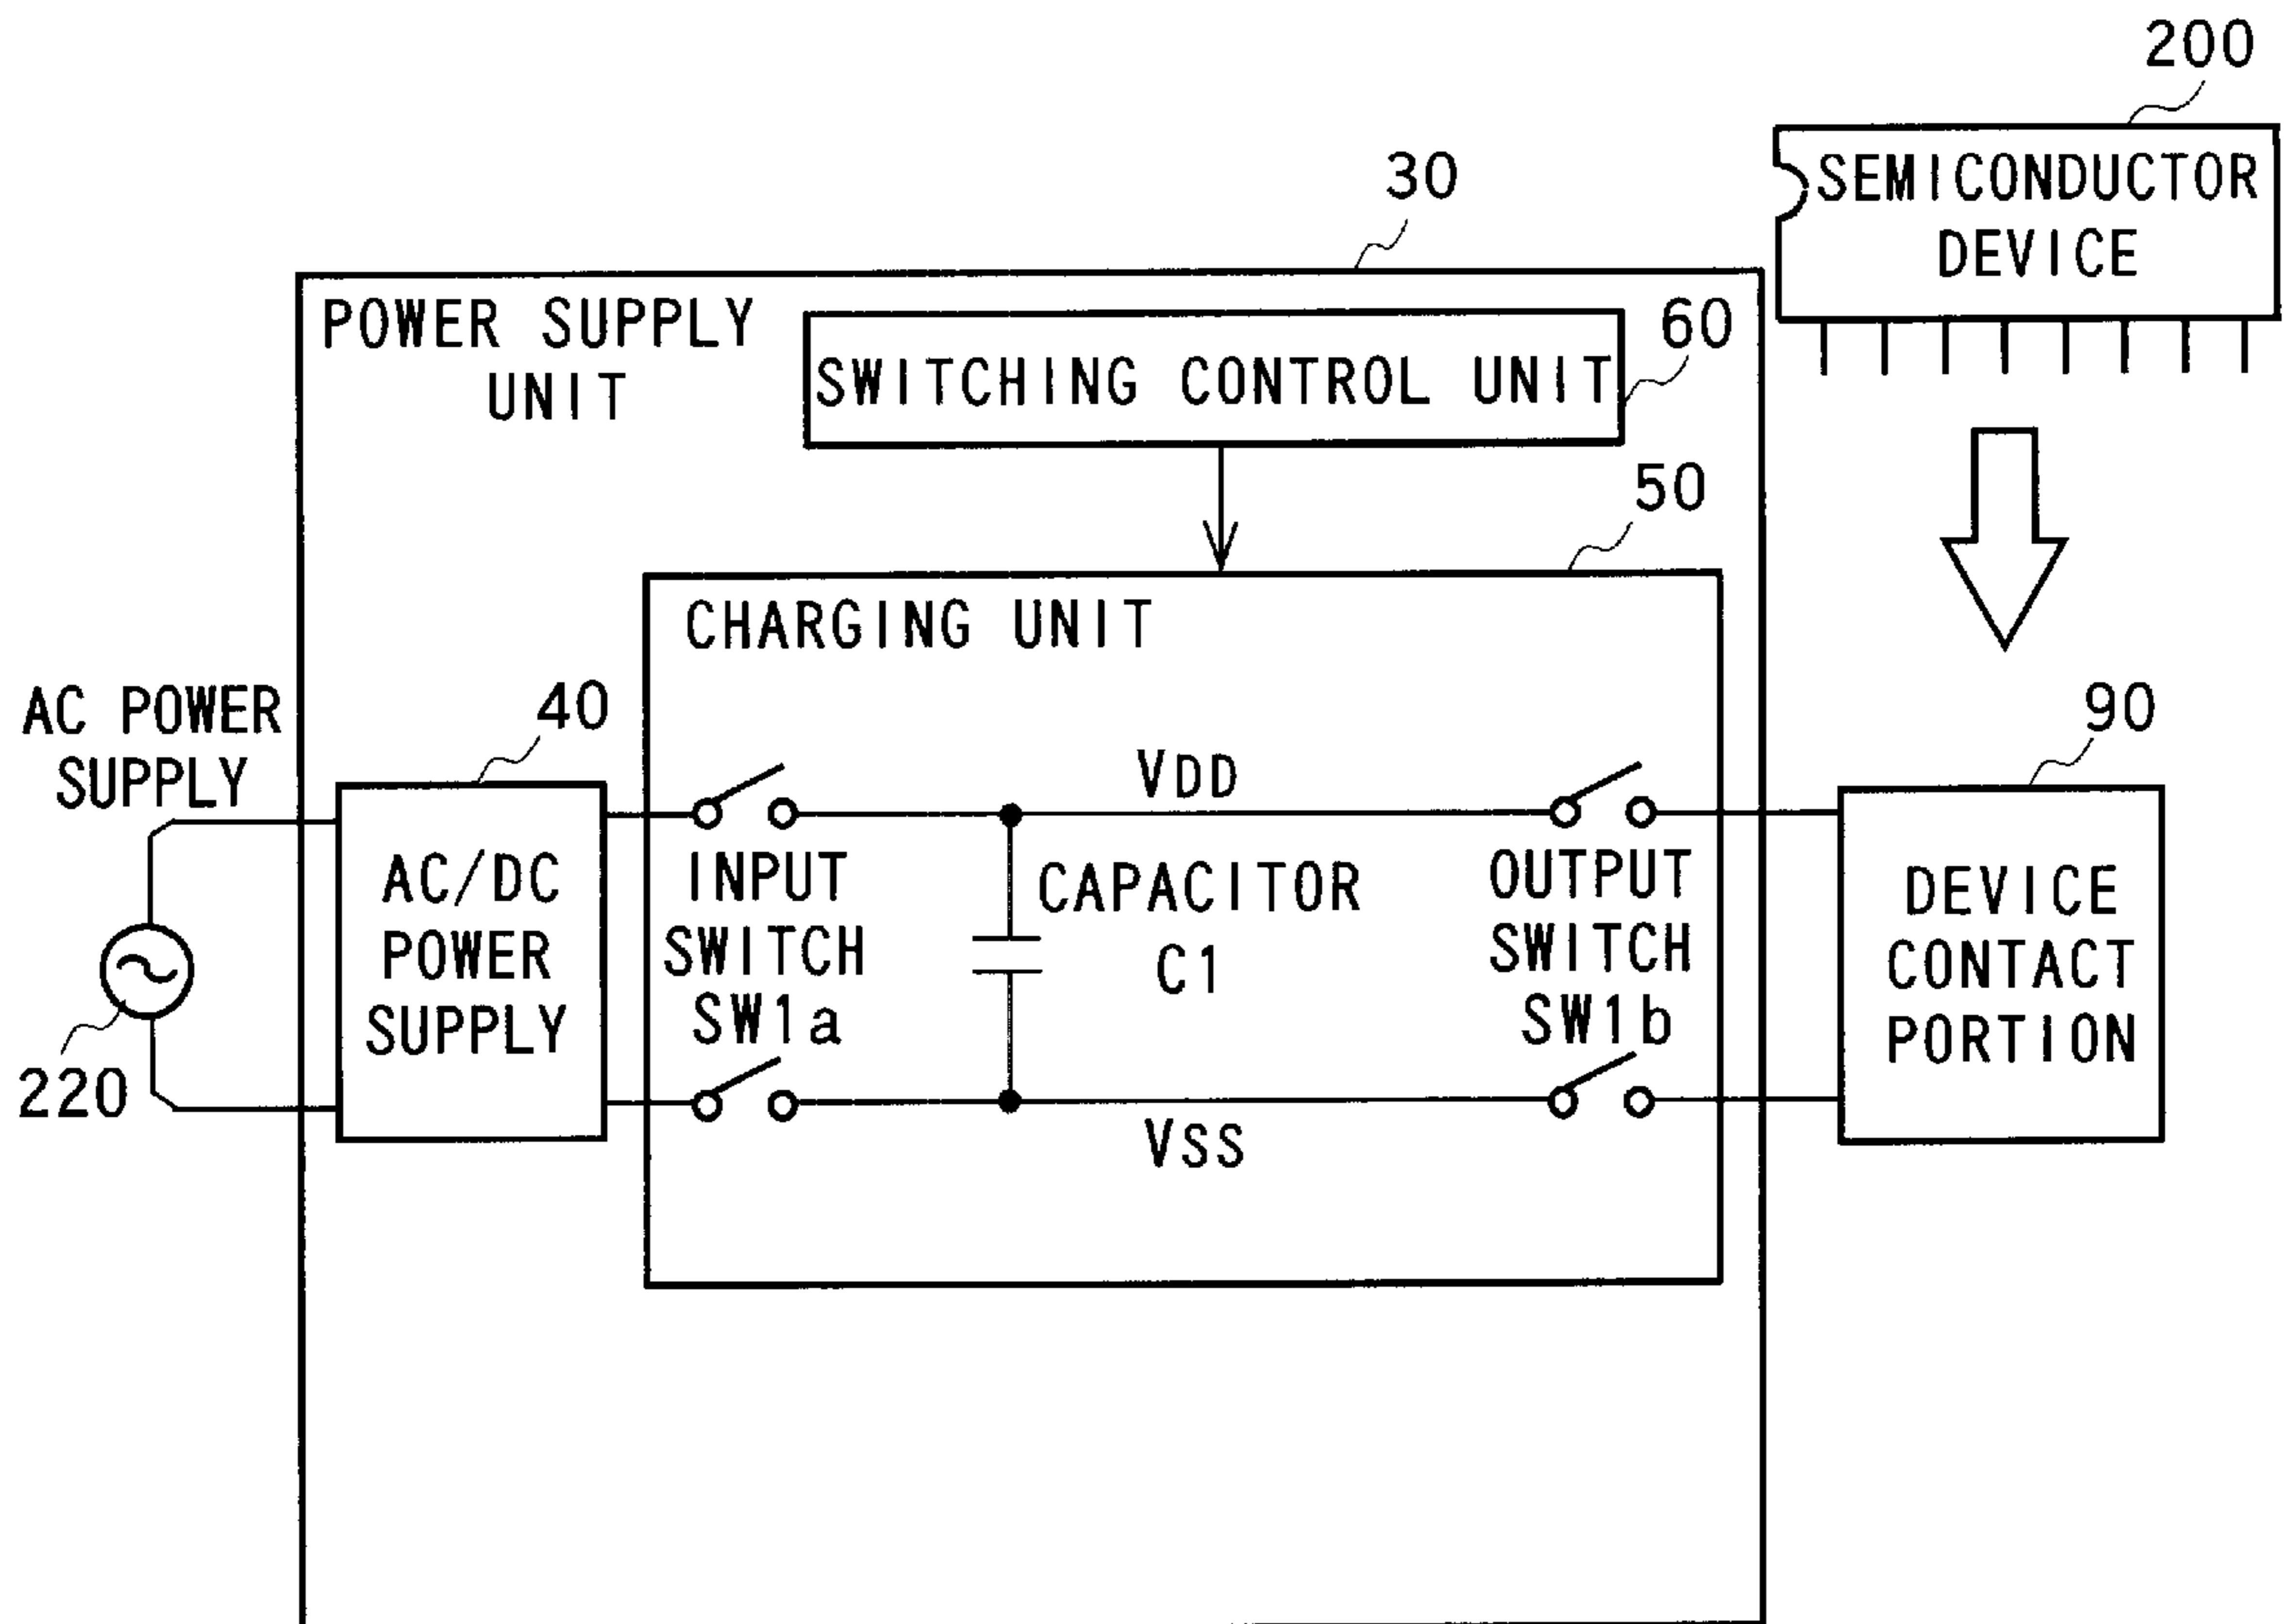 200
SEMICONDUCTOR
DEVICE
30
POWER SUPPLY
UNIT
60
SWITCHING CONTROL UNIT
50
CHARGING UNIT
AC POWER
SUPPLY
40
90
VDD
AC/DC
POWER
SUPPLY
INPUT
SWITCH
SW1a
CAPACITOR
C1
OUTPUT
SWITCH
SW1b
DEVICE
CONTACT
PORTION
220
VSS